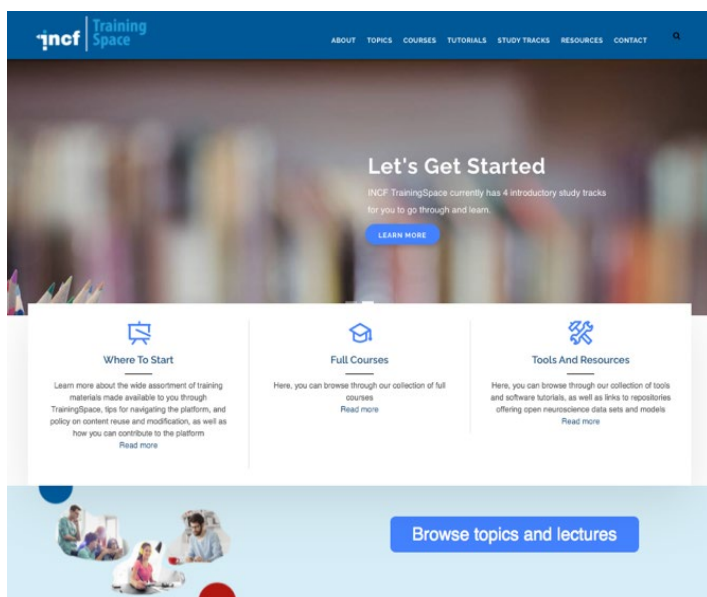 incf Training
Space
ABOUT TOPICS COURSES TUTORIALS STUDY TRACKS RESOURCES CONTACT
Let's Get Started
INCF TrainingSpace currently has 4 introductory study tracks
for you to go through and learn.
LEARN MORE
Where To Start
Learn more about the wide assortment of training
materials made available to you through
TrainingSpace, tips for navigating the platform, and
policy on content reuse and modification, as well as
how you can contribute to the platform
Read more
Full Courses
Here, you can browse through our collection of full
courses
Read more
Tools And Resources
Here, you can browse through our collection of tools
and software tutorials, as well as links to repositories
offering open neuroscience data sets and models
Read more
Browse topics and lectures